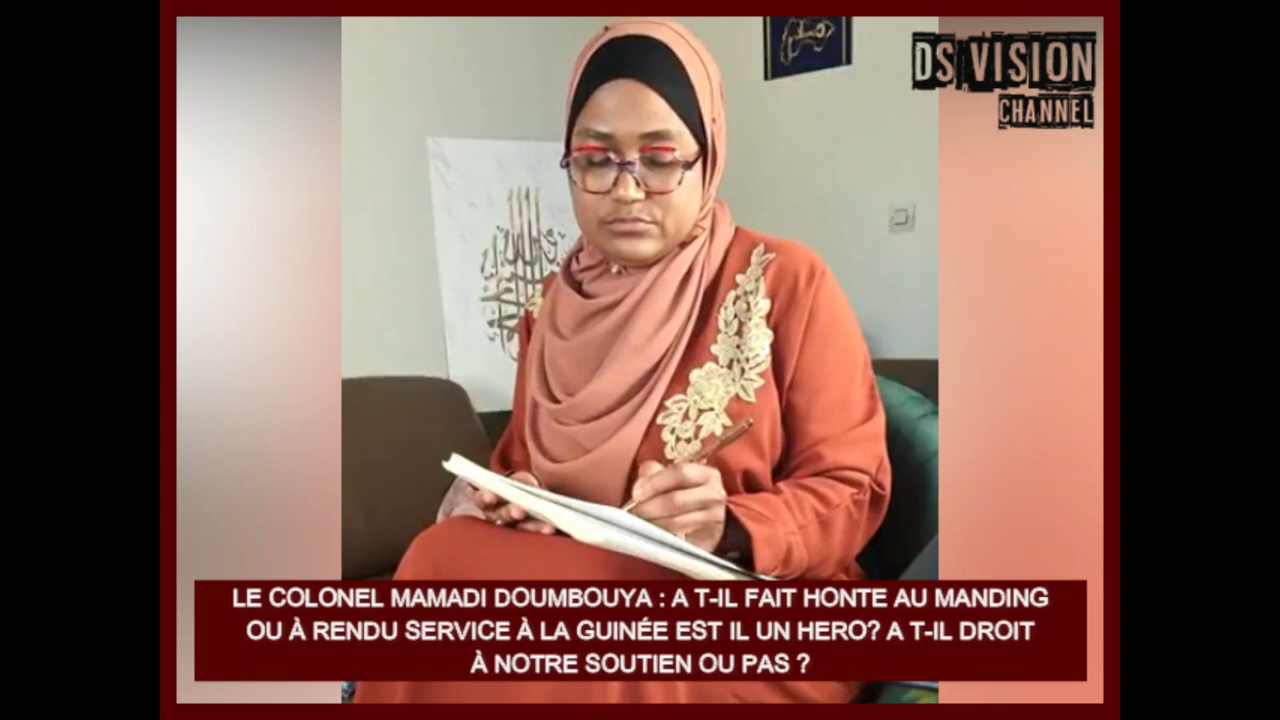 DS VISION
CHANNEL
LE COLONEL MAMADI DOUMBOUYA : A T-IL FAIT HONTE AU MANDING
OU À RENDU SERVICE À LA GUINÉE EST IL UN HERO? A T-IL DROIT
À NOTRE SOUTIEN OU PAS ?